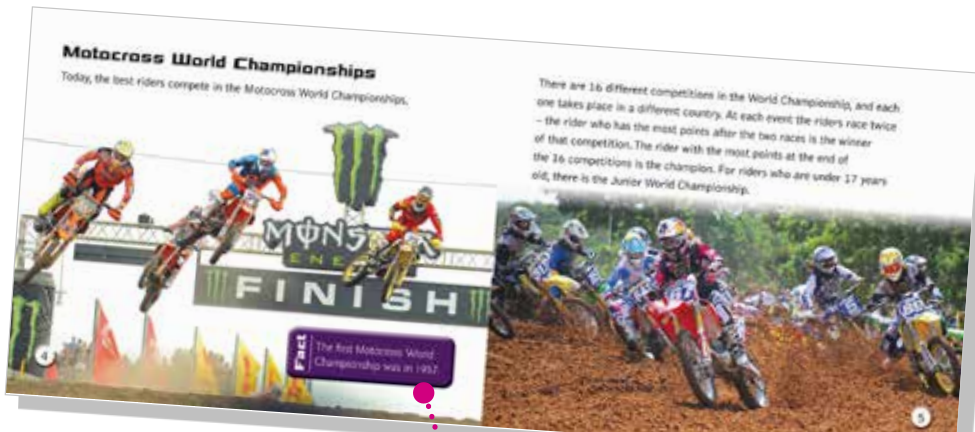 Motocross World Championships
Today, the best riders compete in the Motocross World Championships.
MONSTER
ENE
FINISH
Fact
The first Motocross World
Championship was in 1957.
4
There are 16 different competitions in the World Championship, and each
one takes place in a different country. At each event the riders race twice
– the rider who has the most points after the two races is the winner
of that competition. The rider with the most points at the end of
the 16 competitions is the champion. For riders who are under 17 years
old, there is the Junior World Championship.
5